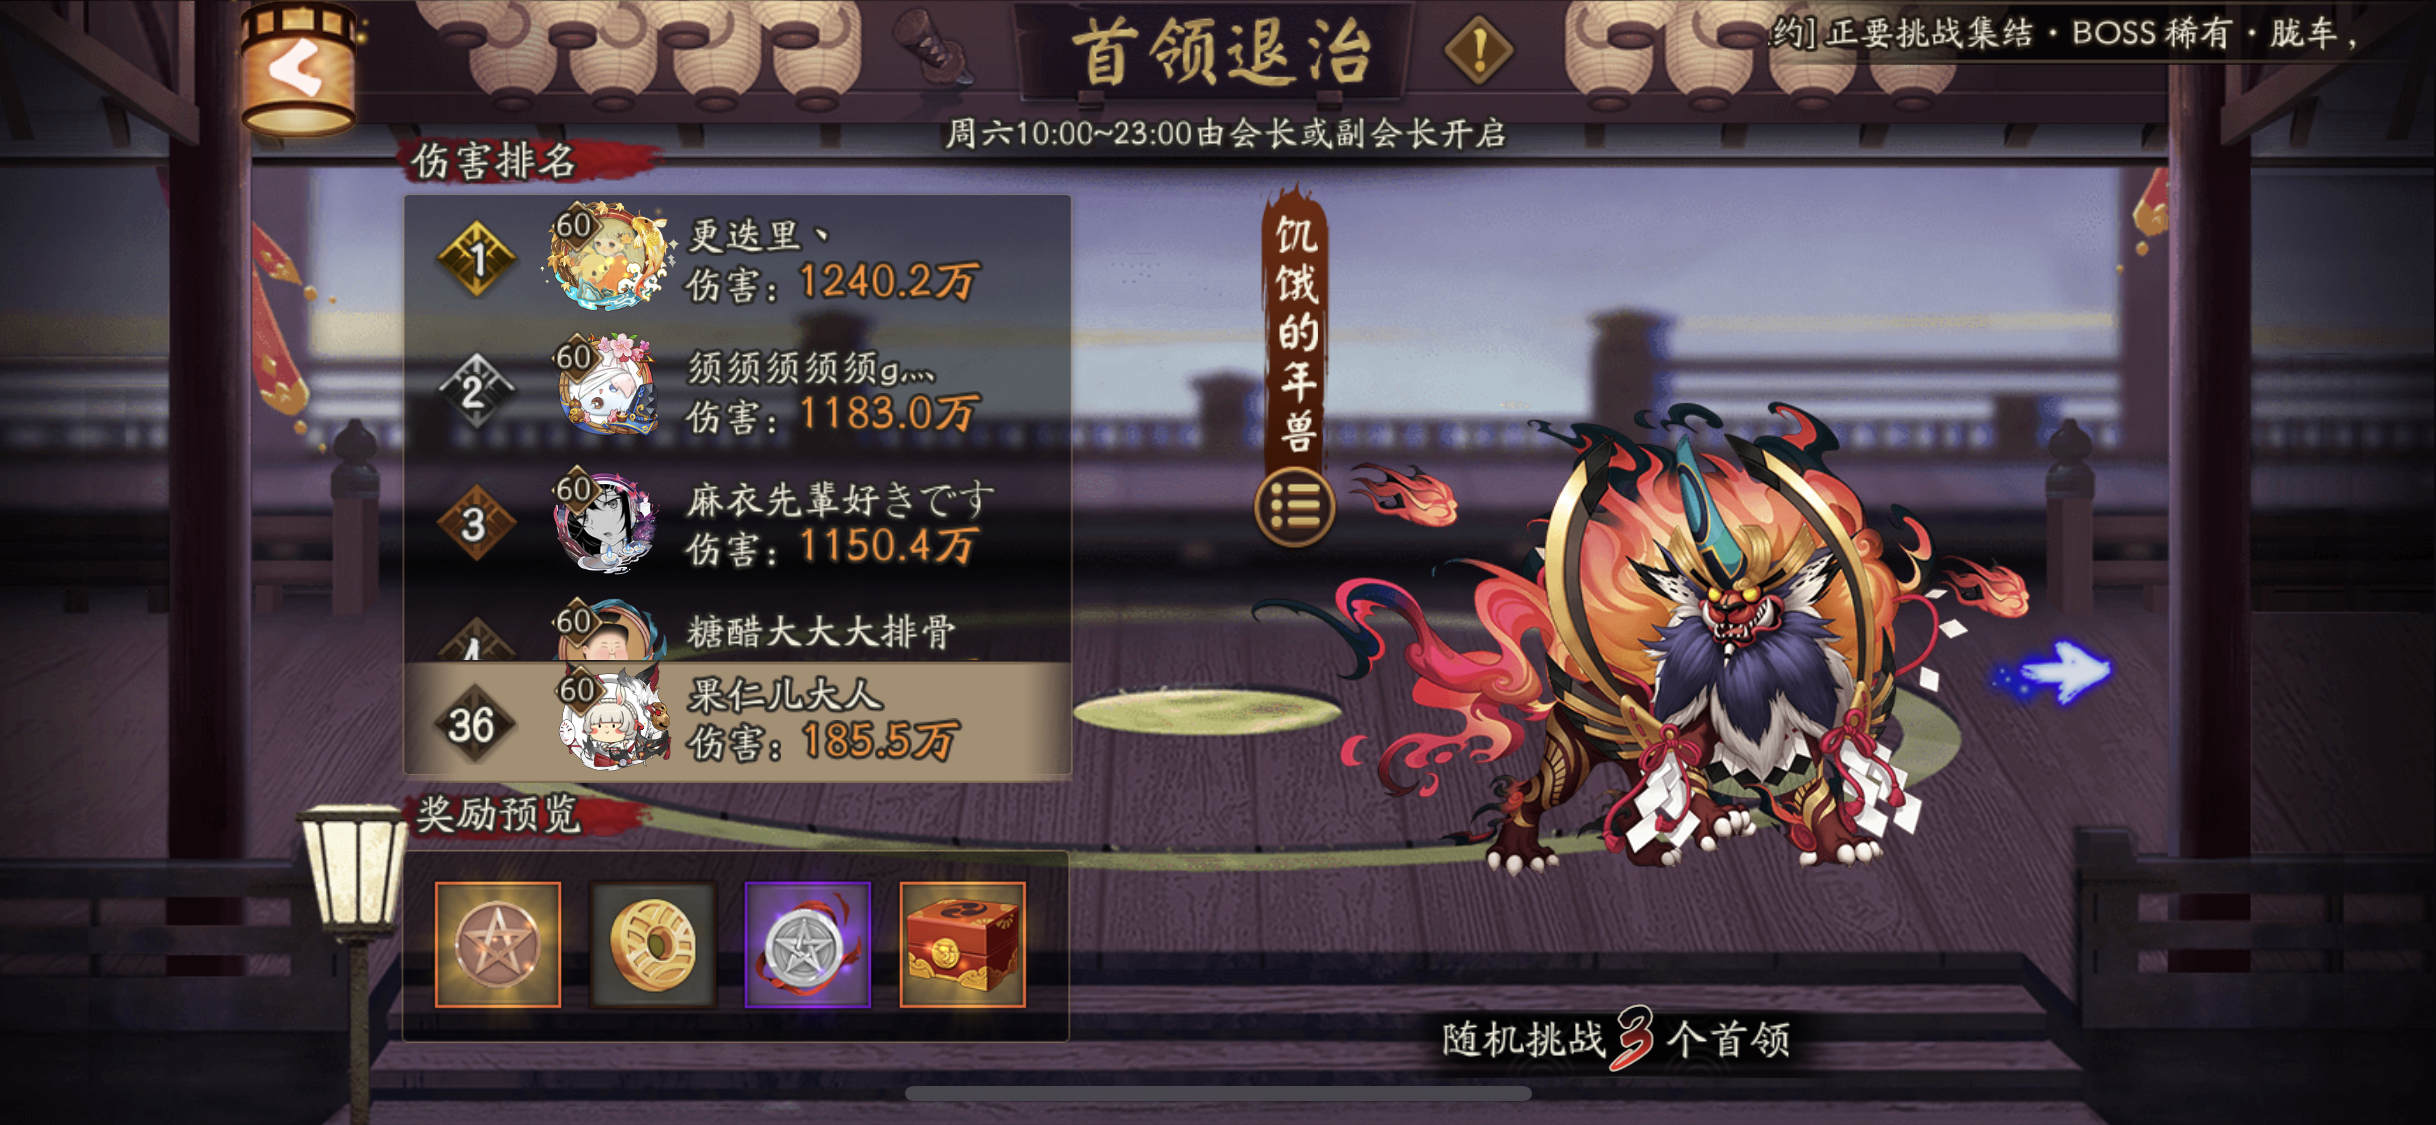 首领退治
约] 正要挑战集结·BOSS 稀有·胧车，
周六10:00~23:00由会长或副会长开启
伤害排名
1
60
更迭里丶
伤害：1240.2万
2
60
须须须须须g灬
伤害：1183.0万
3
60
麻衣先輩好きです
伤害：1150.4万
4
60
糖醋大大大排骨
36
60
果仁儿大人
伤害：185.5万
奖励预览
饥饿的年兽
随机挑战3个首领